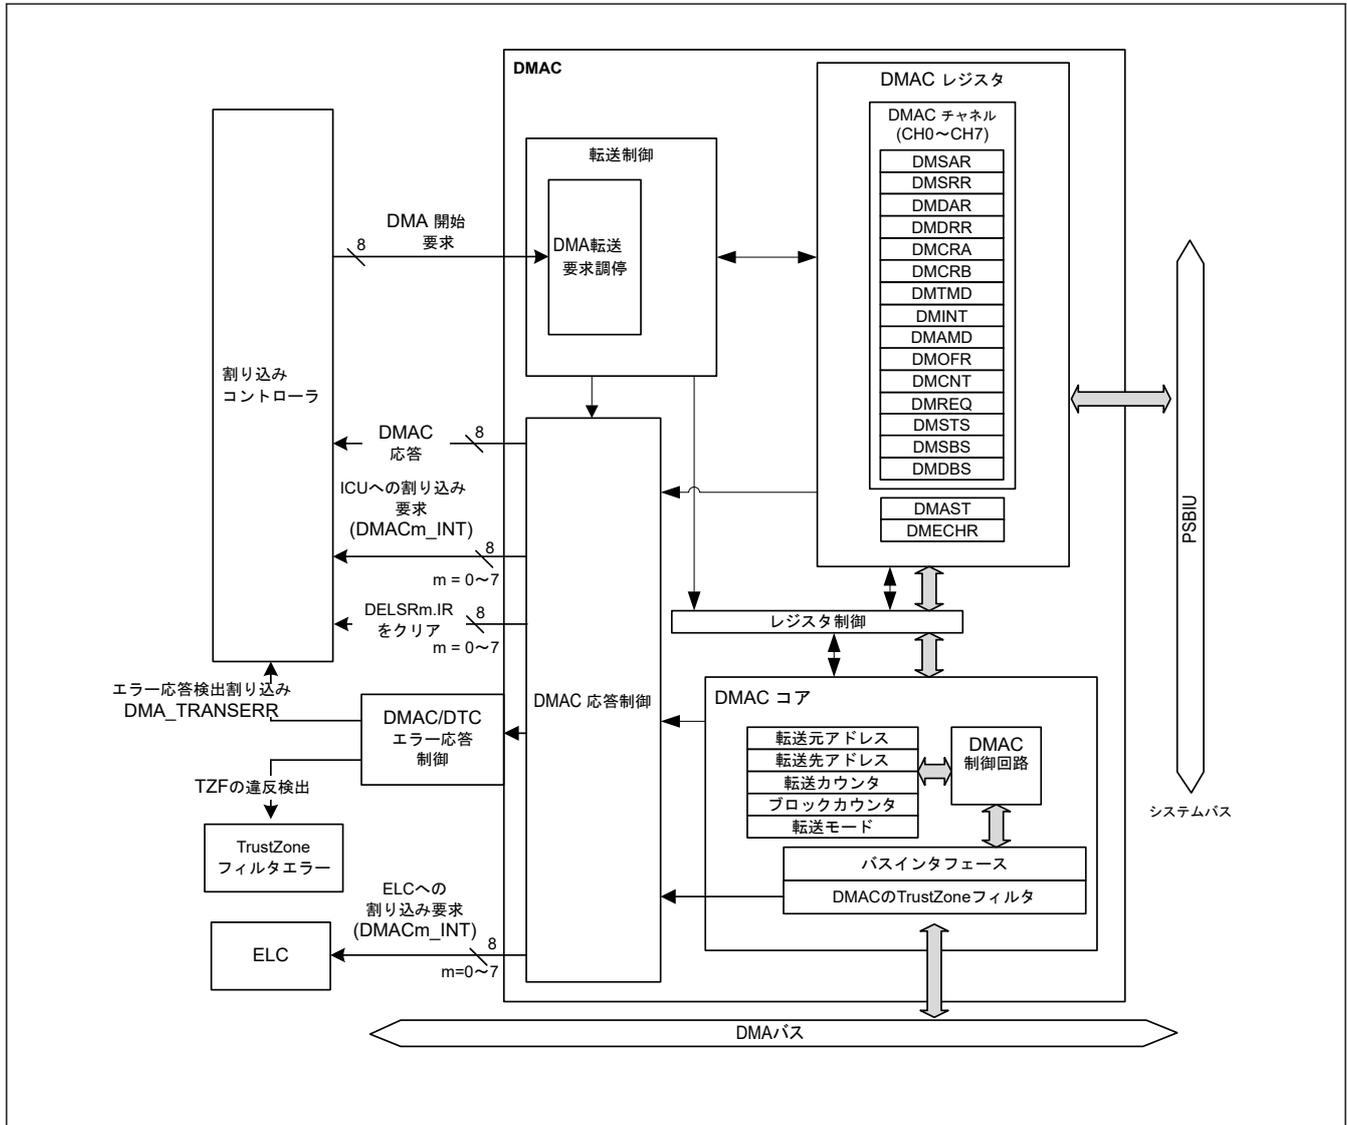 DMAC
DMAC レジスタ
DMAC チャネル
(CH0～CH7)
DMSAR
DMSRR
DMDAR
DMDRR
DMCRA
DMCRB
DMTMD
DMINT
DMAMD
DMOFR
DMCNT
DMREQ
DMSTS
DMSBS
DMDBS
DMAST
DMECHR
転送制御
DMA転送
要求調停
DMA 開始
要求
8
割り込み
コントローラ
DMAC
応答
8
ICUへの割り込み
要求
(DMACm_INT)
8
m = 0～7
DELSRm.IR
をクリア
8
m = 0～7
エラー応答検出割り込み
DMA_TRANSERR
DMAC/DTC
エラー応答
制御
TZFの違反検出
TrustZone
フィルタエラー
ELCへの
割り込み要求
(DMACm_INT)
8
m=0～7
ELC
DMAC 応答制御
レジスタ制御
DMAC コア
転送元アドレス
転送先アドレス
転送カウンタ
ブロックカウンタ
転送モード
DMAC
制御回路
バスインタフェース
DMACのTrustZoneフィルタ
PSBIU
システムバス
DMAバス